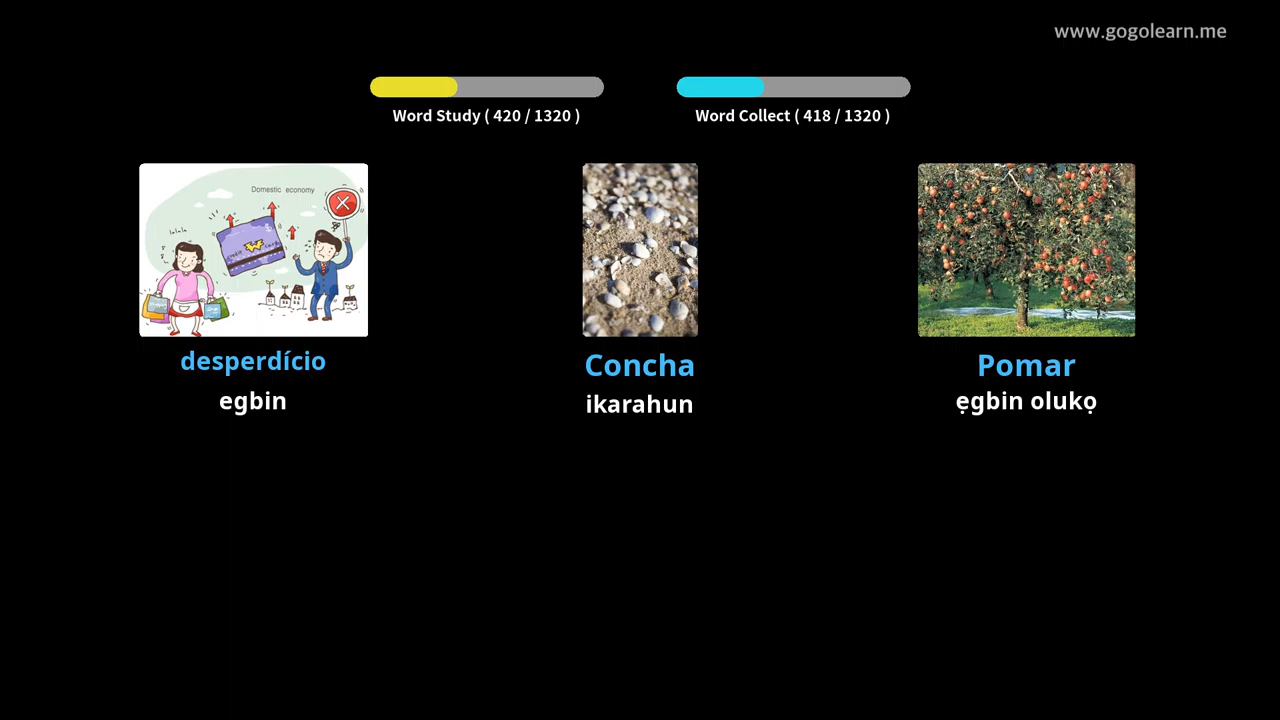 www.gogolearn.me
Word Study ( 420 / 1320 )
Word Collect ( 418 / 1320 )
Domestic economy
lalala
desperdício
Concha
Pomar
egbin
ikarahun
ẹgbin olukọ